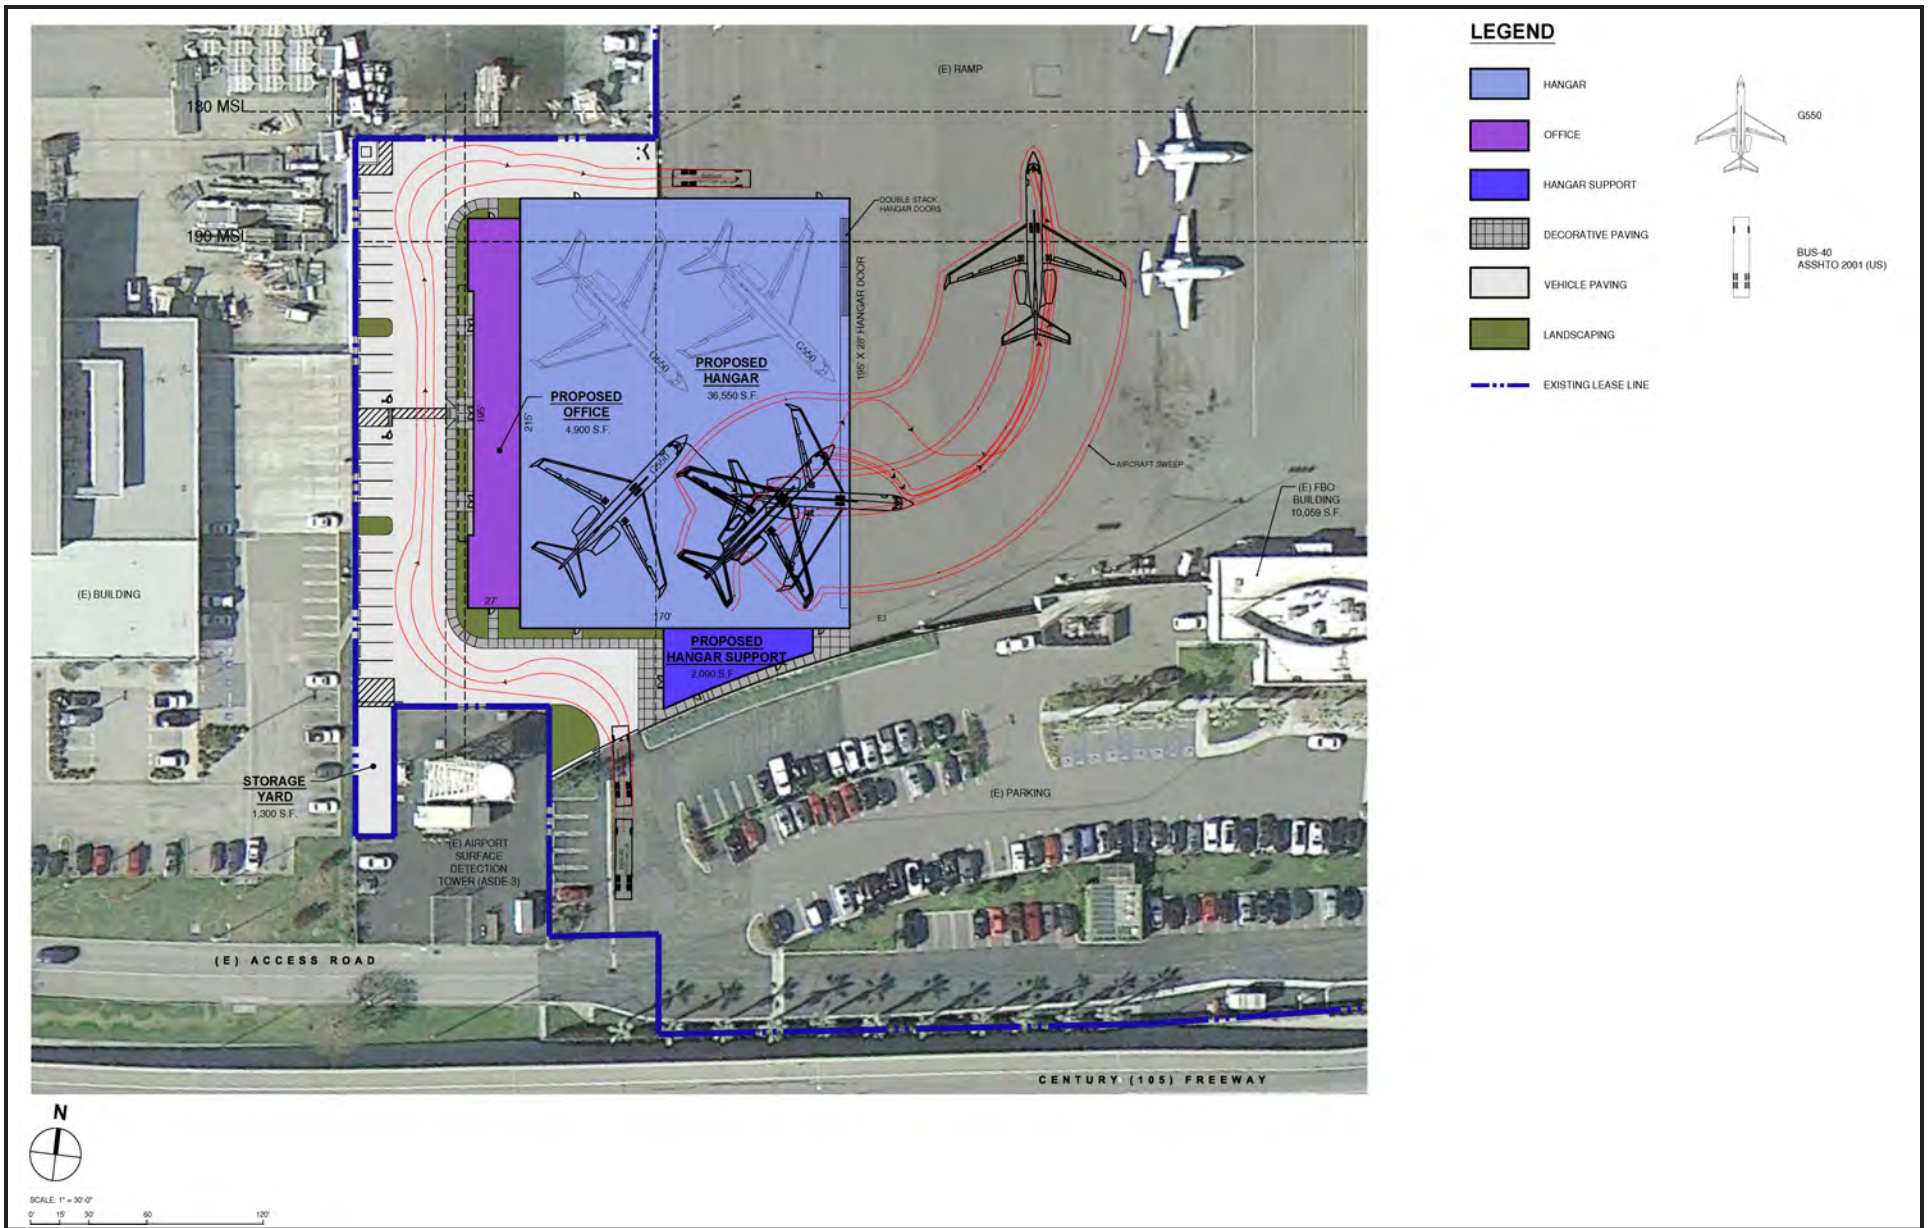 LEGEND
HANGAR
OFFICE
HANGAR SUPPORT
DECORATIVE PAVING
VEHICLE PAVING
LANDSCAPING
EXISTING LEASE LINE
G550
BUS-40
ASSHTO 2001 (US)
(E) RAMP
180 MSL
190 MSL
DOUBLE STACK
HANGAR DOORS
195' X 28' HANGAR DOOR
G650
G550
PROPOSED
HANGAR
36,550 S.F.
PROPOSED
OFFICE
4,900 S.F.
195'
215'
G550
AIRCRAFT SWEEP
(E) FBO
BUILDING
10,059 S.F.
(E) BUILDING
27'
170'
E3
PROPOSED
HANGAR SUPPORT
2,000 S.F.
STORAGE
YARD
1,300 S.F.
(E) PARKING
(E) AIRPORT
SURFACE
DETECTION
TOWER (ASDE-3)
(E) ACCESS ROAD
CENTURY (105) FREEWAY
N
SCALE: 1" = 30'-0"
0' 15' 30' 60 120'